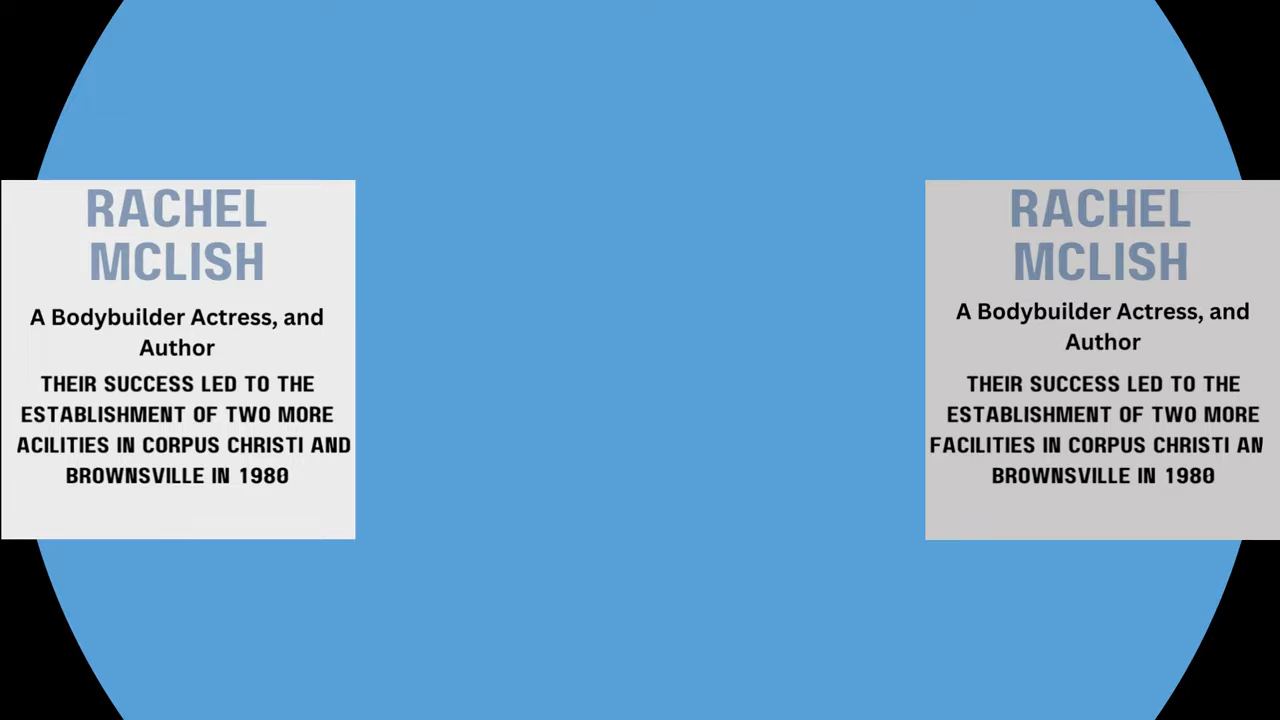 RACHEL
MCLISH
A Bodybuilder Actress, and
Author
THEIR SUCCESS LED TO THE
ESTABLISHMENT OF TWO MORE
ACILITIES IN CORPUS CHRISTI AND
BROWNSVILLE IN 1980
RACHEL
MCLISH
A Bodybuilder Actress, and
Author
THEIR SUCCESS LED TO THE
ESTABLISHMENT OF TWO MORE
FACILITIES IN CORPUS CHRISTI AN
BROWNSVILLE IN 1980